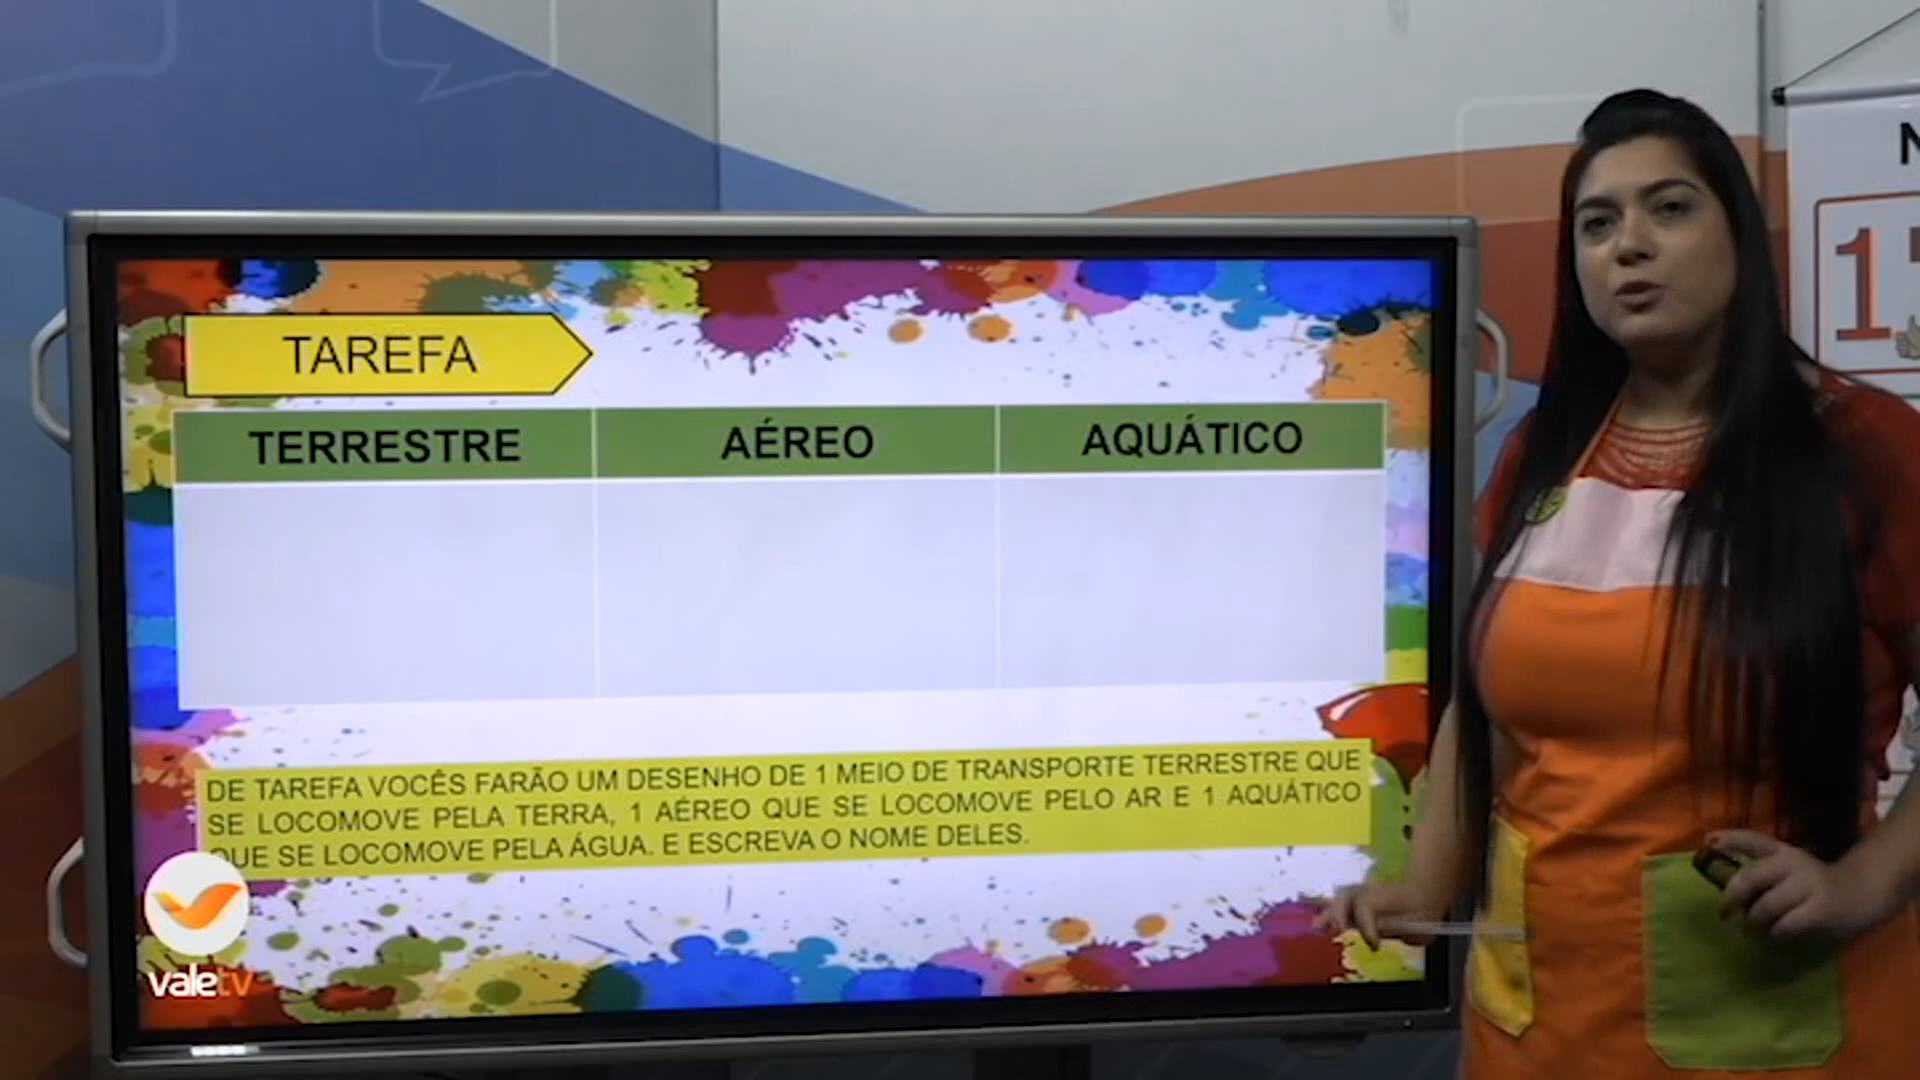 TAREFA
TERRESTRE AÉREO AQUÁTICO
DE TAREFA VOCÊS FARÃO UM DESENHO DE 1 MEIO DE TRANSPORTE TERRESTRE QUE
SE LOCOMOVE PELA TERRA, 1 AÉREO QUE SE LOCOMOVE PELO AR E 1 AQUÁTICO
QUE SE LOCOMOVE PELA ÁGUA. E ESCREVA O NOME DELES.
valetv
N
1